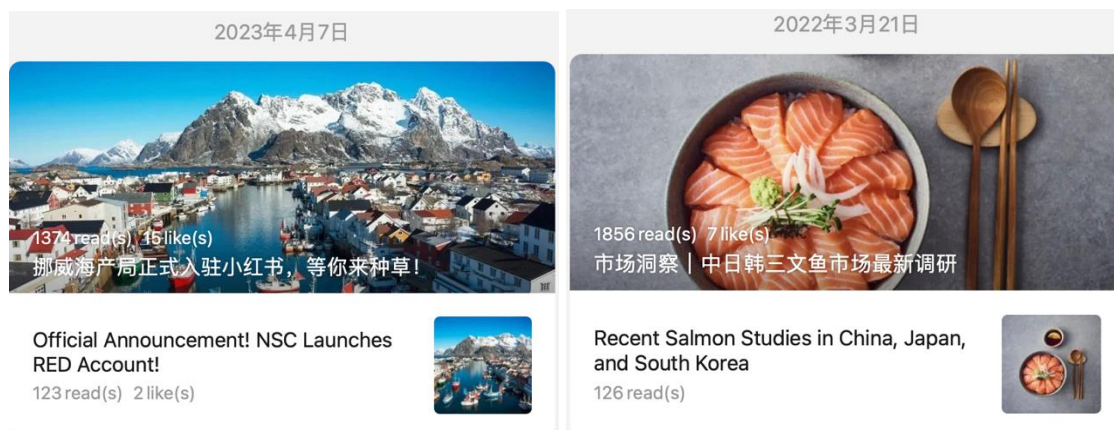 2023年4月7日
1374 read(s) 15 like(s)
挪威海产局正式入驻小红书，等你来种草！
Official Announcement! NSC Launches
RED Account!
123 read(s) 2 like(s)
2022年3月21日
1856 read(s) 7 like(s)
市场洞察｜中日韩三文鱼市场最新调研
Recent Salmon Studies in China, Japan,
and South Korea
126 read(s)